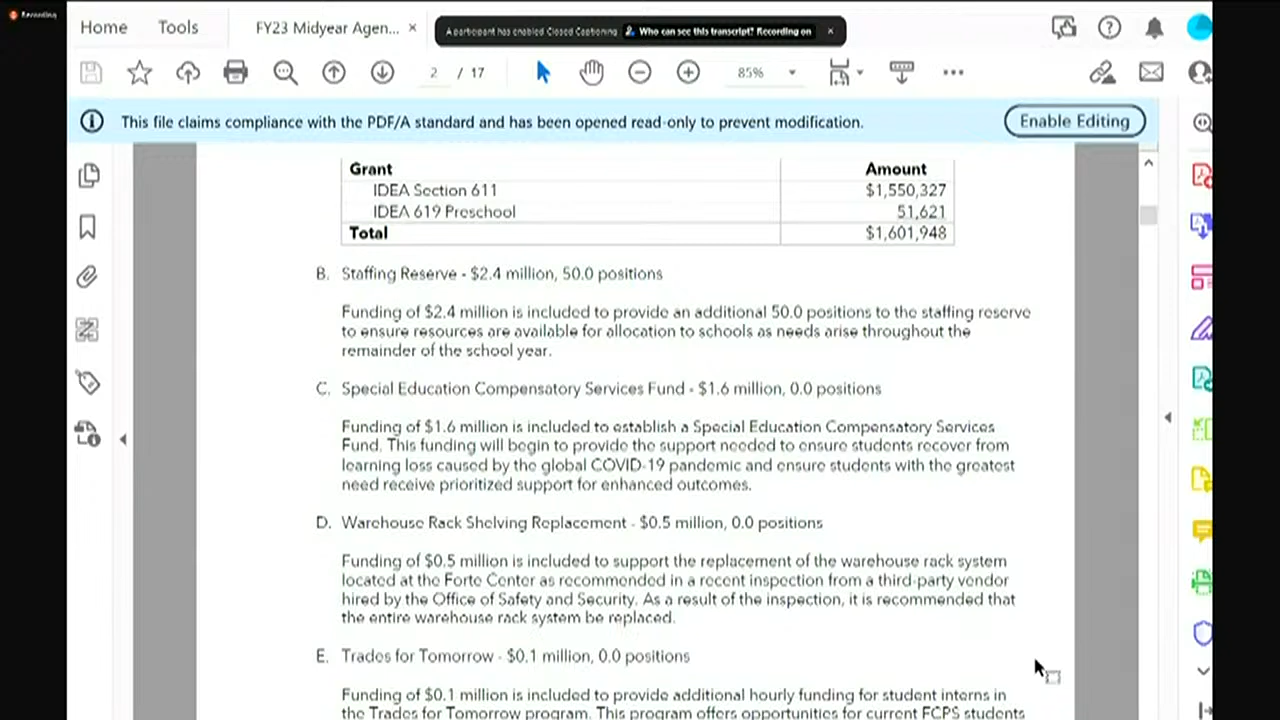 Recording
Home
Tools
FY23 Midyear Agen... ×
A participant has enabled Closed Captioning Who can see this transcript? Recording on ×
2 / 17
85%
This file claims compliance with the PDF/A standard and has been opened read-only to prevent modification.
Enable Editing
Grant Amount
IDEA Section 611 $1,550,327
IDEA 619 Preschool 51,621
Total $1,601,948
B. Staffing Reserve - $2.4 million, 50.0 positions
Funding of $2.4 million is included to provide an additional 50.0 positions to the staffing reserve
to ensure resources are available for allocation to schools as needs arise throughout the
remainder of the school year.
C. Special Education Compensatory Services Fund - $1.6 million, 0.0 positions
Funding of $1.6 million is included to establish a Special Education Compensatory Services
Fund. This funding will begin to provide the support needed to ensure students recover from
learning loss caused by the global COVID-19 pandemic and ensure students with the greatest
need receive prioritized support for enhanced outcomes.
D. Warehouse Rack Shelving Replacement - $0.5 million, 0.0 positions
Funding of $0.5 million is included to support the replacement of the warehouse rack system
located at the Forte Center as recommended in a recent inspection from a third-party vendor
hired by the Office of Safety and Security. As a result of the inspection, it is recommended that
the entire warehouse rack system be replaced.
E. Trades for Tomorrow - $0.1 million, 0.0 positions
Funding of $0.1 million is included to provide additional hourly funding for student interns in
the Trades for Tomorrow program. This program offers opportunities for current FCPS students